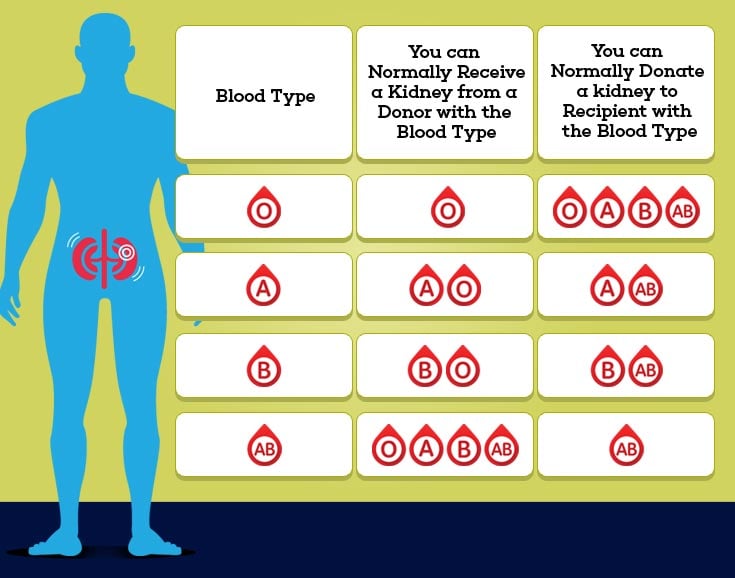 Blood Type
You can
Normally Receive
a Kidney from a
Donor with the
Blood Type
You can
Normally Donate
a kidney to
Recipient with
the Blood Type
O
O
O A B AB
A
A O
A AB
B
B O
B AB
AB
O A B AB
AB